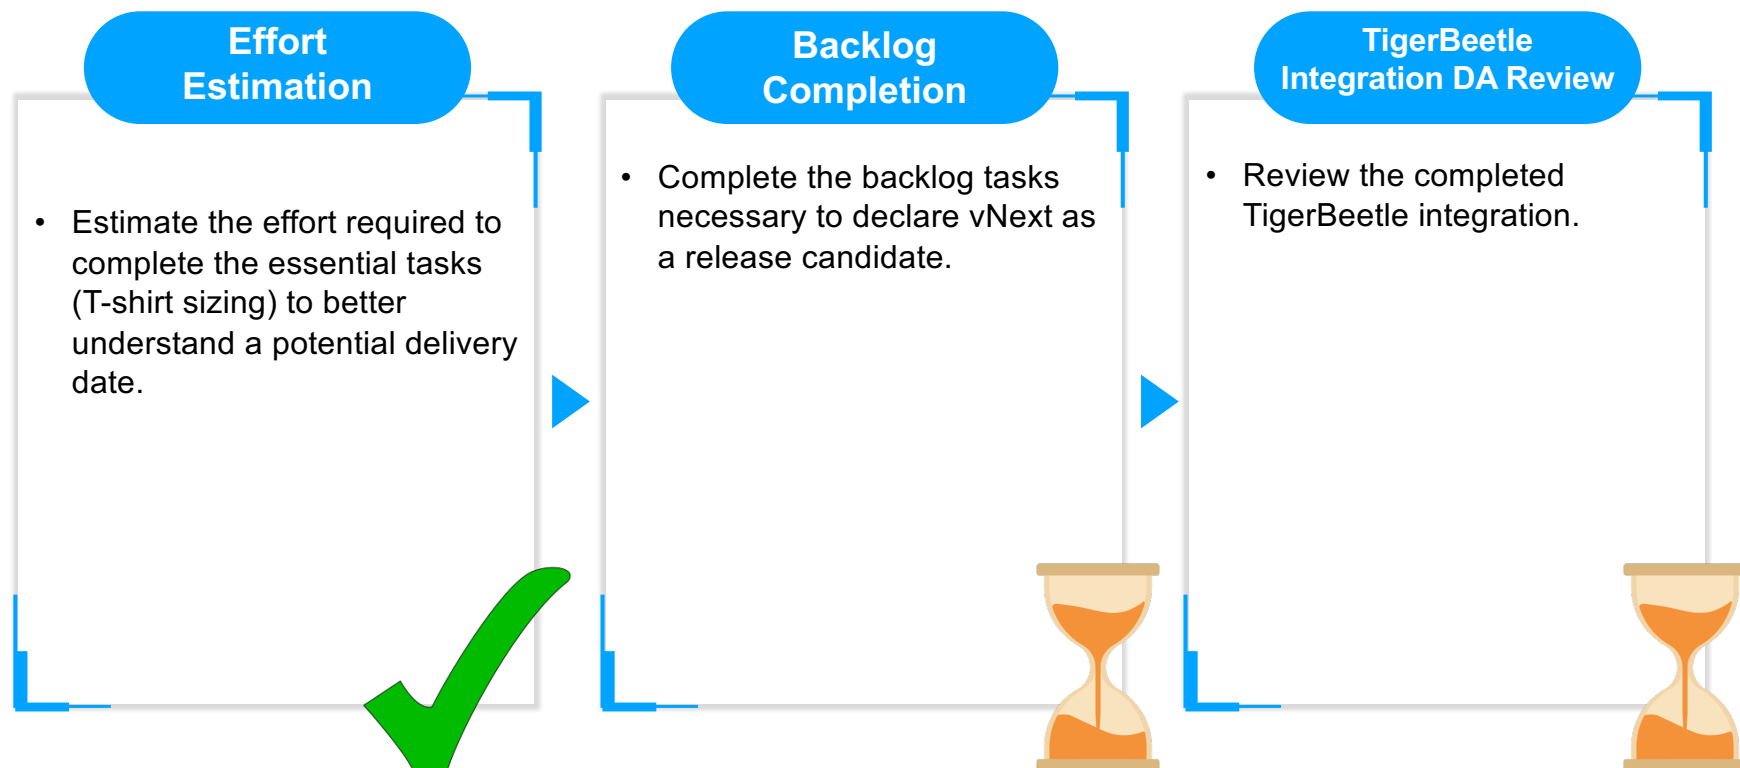 Effort
Estimation
• Estimate the effort required to
complete the essential tasks
(T-shirt sizing) to better
understand a potential delivery
date.
Backlog
Completion
• Complete the backlog tasks
necessary to declare vNext as
a release candidate.
TigerBeetle
Integration DA Review
• Review the completed
TigerBeetle integration.